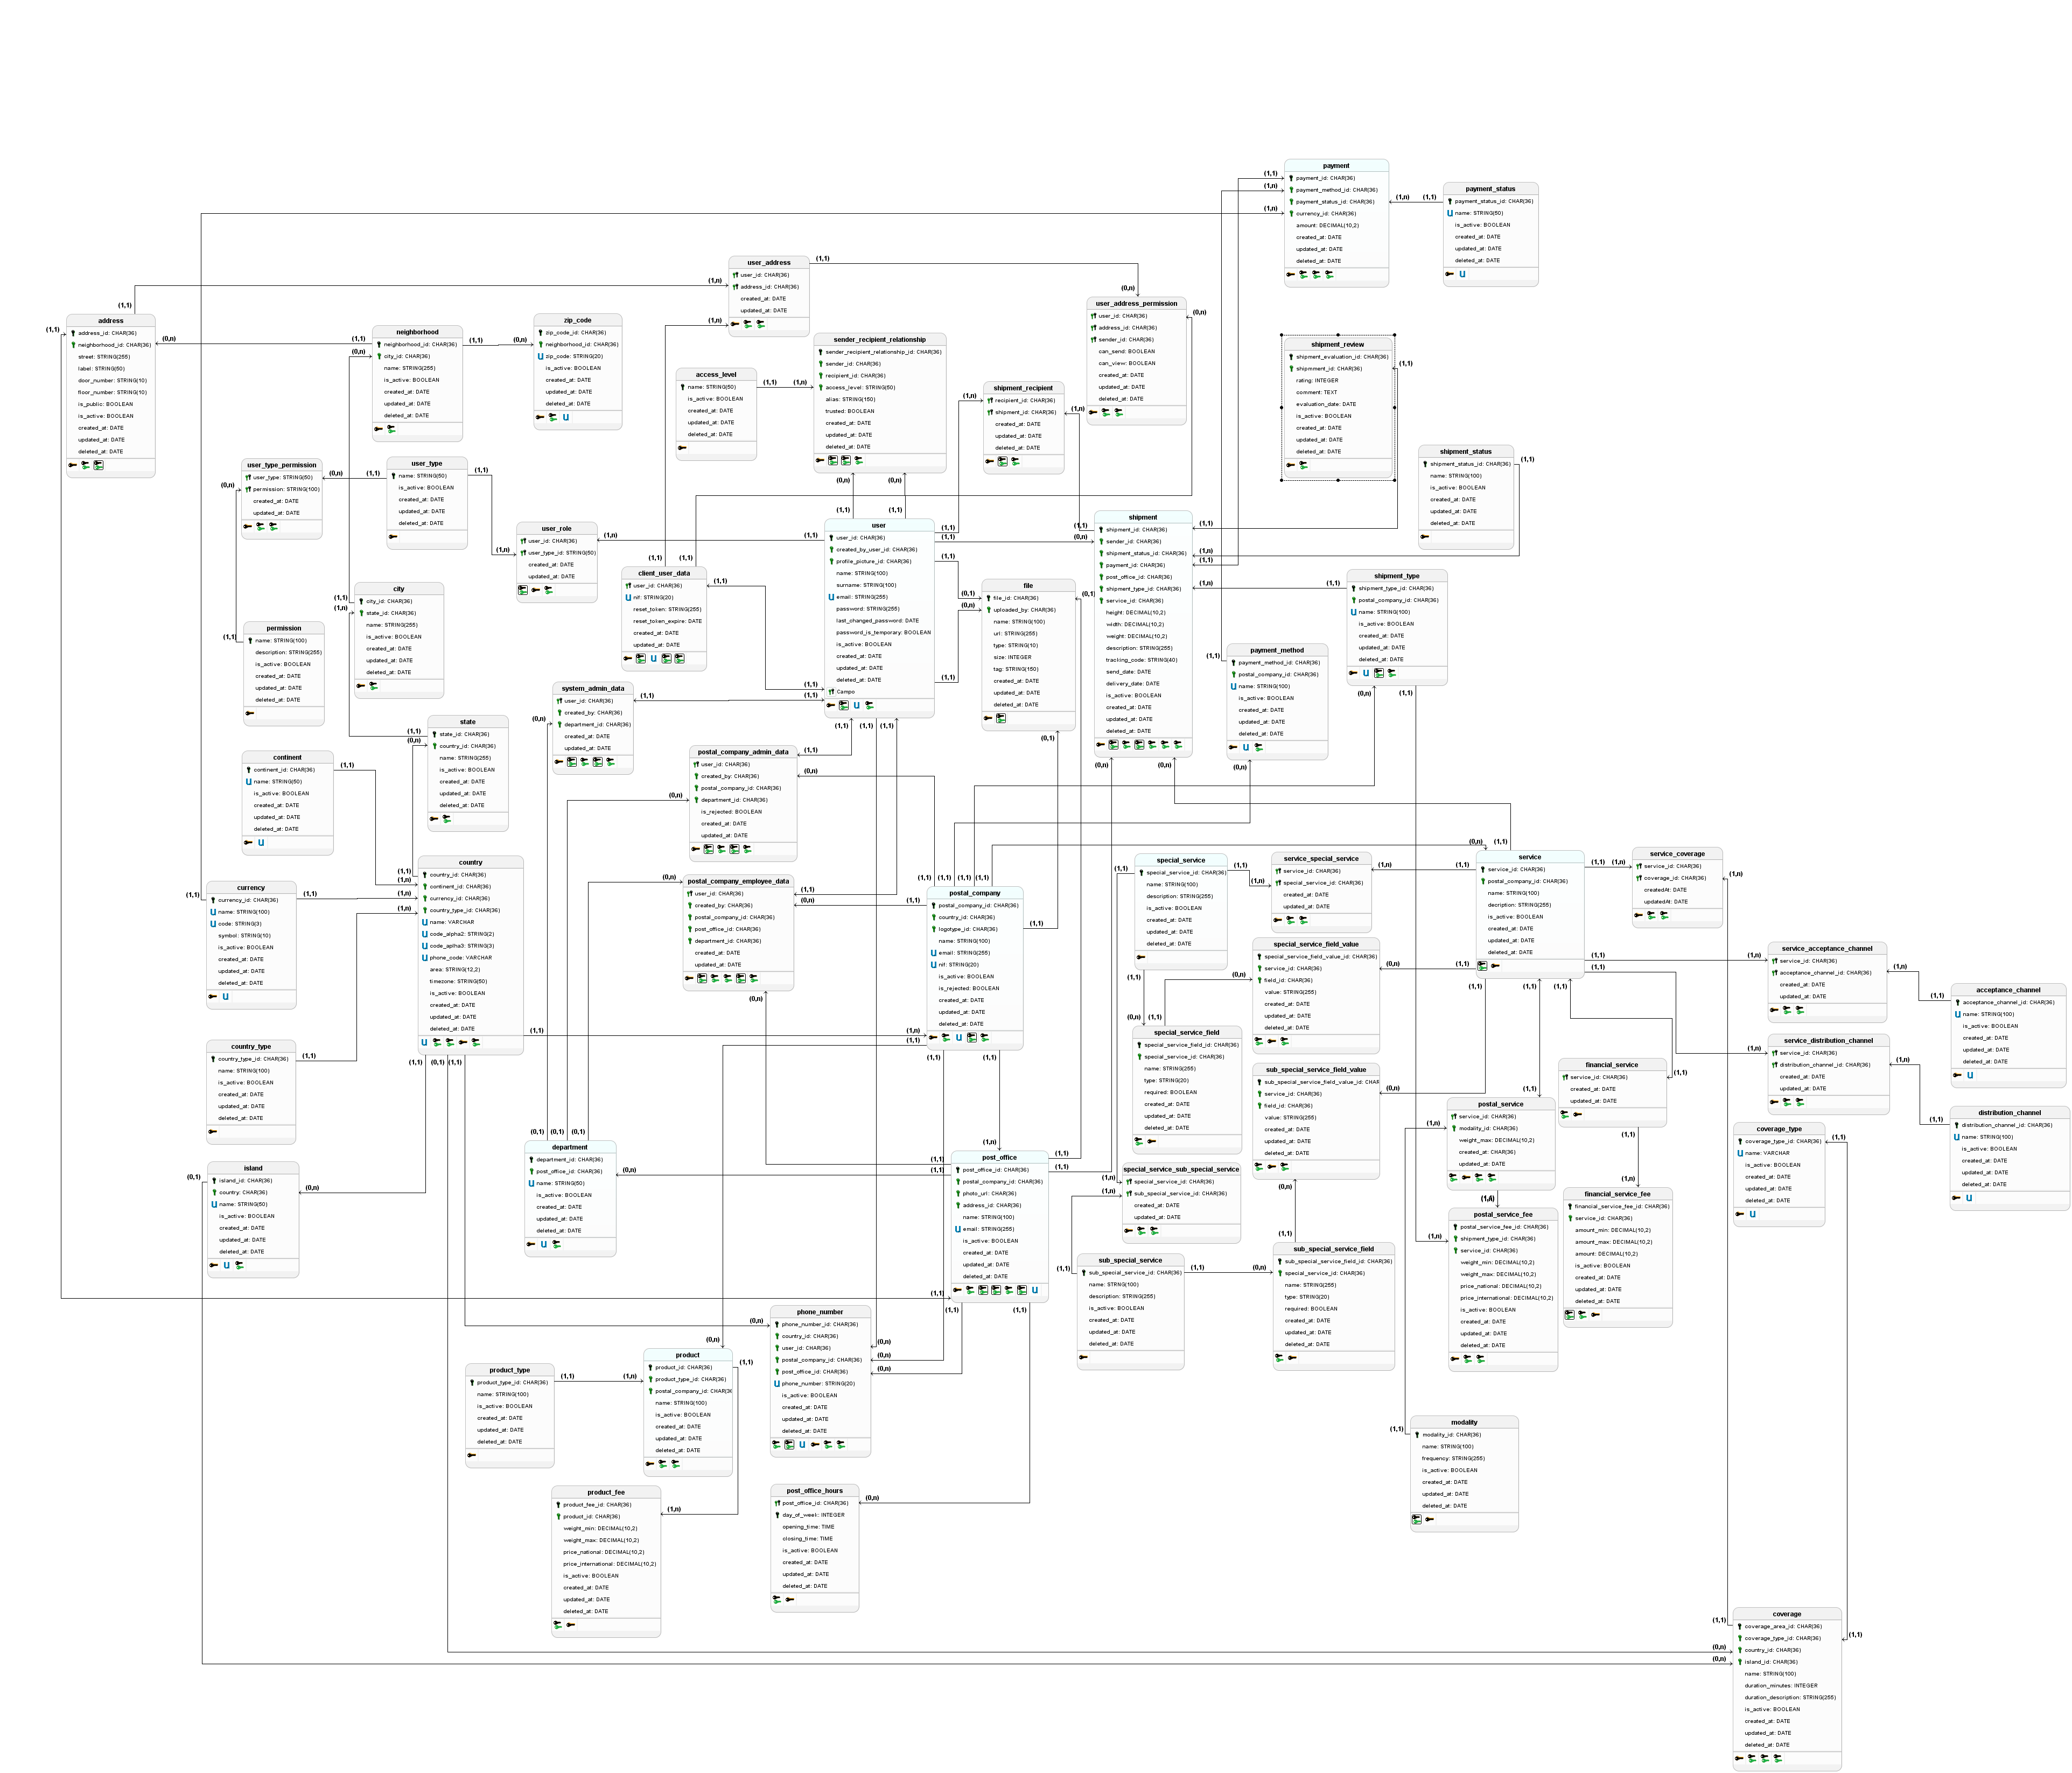 payment
payment_id: CHAR(36)
payment_method_id: CHAR(36)
payment_status_id: CHAR(36)
currency_id: CHAR(36)
amount: DECIMAL(10,2)
created_at: DATE
updated_at: DATE
deleted_at: DATE
payment_status
payment_status_id: CHAR(36)
name: STRING(50)
is_active: BOOLEAN
created_at: DATE
updated_at: DATE
deleted_at: DATE
user_address
user_id: CHAR(36)
address_id: CHAR(36)
created_at: DATE
updated_at: DATE
user_address_permission
user_id: CHAR(36)
address_id: CHAR(36)
sender_id: CHAR(36)
can_send: BOOLEAN
can_view: BOOLEAN
created_at: DATE
updated_at: DATE
deleted_at: DATE
address
address_id: CHAR(36)
neighborhood_id: CHAR(36)
street: STRING(255)
label: STRING(50)
door_number: STRING(10)
floor_number: STRING(10)
is_public: BOOLEAN
is_active: BOOLEAN
created_at: DATE
updated_at: DATE
deleted_at: DATE
neighborhood
neighborhood_id: CHAR(36)
city_id: CHAR(36)
name: STRING(255)
is_active: BOOLEAN
created_at: DATE
updated_at: DATE
deleted_at: DATE
zip_code
zip_code_id: CHAR(36)
neighborhood_id: CHAR(36)
zip_code: STRING(20)
is_active: BOOLEAN
created_at: DATE
updated_at: DATE
deleted_at: DATE
sender_recipient_relationship
sender_recipient_relationship_id: CHAR(36)
sender_id: CHAR(36)
recipient_id: CHAR(36)
access_level: STRING(50)
alias: STRING(150)
trusted: BOOLEAN
created_at: DATE
updated_at: DATE
deleted_at: DATE
access_level
name: STRING(50)
is_active: BOOLEAN
created_at: DATE
updated_at: DATE
deleted_at: DATE
shipment_recipient
recipient_id: CHAR(36)
shipment_id: CHAR(36)
created_at: DATE
updated_at: DATE
deleted_at: DATE
shipment_review
shipment_evaluation_id: CHAR(36)
shipmment_id: CHAR(36)
rating: INTEGER
comment: TEXT
evaluation_date: DATE
is_active: BOOLEAN
created_at: DATE
updated_at: DATE
deleted_at: DATE
shipment_status
shipment_status_id: CHAR(36)
name: STRING(100)
is_active: BOOLEAN
created_at: DATE
updated_at: DATE
deleted_at: DATE
user_type_permission
user_type: STRING(50)
permission: STRING(100)
created_at: DATE
updated_at: DATE
user_type
name: STRING(50)
is_active: BOOLEAN
created_at: DATE
updated_at: DATE
deleted_at: DATE
user_role
user_id: CHAR(36)
user_type_id: STRING(50)
created_at: DATE
updated_at: DATE
client_user_data
user_id: CHAR(36)
nif: STRING(20)
reset_token: STRING(255)
reset_token_expire: DATE
created_at: DATE
updated_at: DATE
user
user_id: CHAR(36)
created_by_user_id: CHAR(36)
profile_picture_id: CHAR(36)
name: STRING(100)
surname: STRING(100)
email: STRING(255)
password: STRING(255)
last_changed_password: DATE
password_is_temporary: BOOLEAN
is_active: BOOLEAN
created_at: DATE
updated_at: DATE
deleted_at: DATE
Campo
file
file_id: CHAR(36)
uploaded_by: CHAR(36)
name: STRING(100)
url: STRING(255)
type: STRING(10)
size: INTEGER
tag: STRING(150)
created_at: DATE
updated_at: DATE
deleted_at: DATE
shipment
shipment_id: CHAR(36)
sender_id: CHAR(36)
shipment_status_id: CHAR(36)
payment_id: CHAR(36)
post_office_id: CHAR(36)
shipment_type_id: CHAR(36)
service_id: CHAR(36)
height: DECIMAL(10,2)
width: DECIMAL(10,2)
weight: DECIMAL(10,2)
description: STRING(255)
tracking_code: STRING(40)
send_date: DATE
delivery_date: DATE
is_active: BOOLEAN
created_at: DATE
updated_at: DATE
deleted_at: DATE
shipment_type
shipment_type_id: CHAR(36)
postal_company_id: CHAR(36)
name: STRING(100)
is_active: BOOLEAN
created_at: DATE
updated_at: DATE
deleted_at: DATE
payment_method
payment_method_id: CHAR(36)
postal_company_id: CHAR(36)
name: STRING(100)
is_active: BOOLEAN
created_at: DATE
updated_at: DATE
deleted_at: DATE
city
city_id: CHAR(36)
state_id: CHAR(36)
name: STRING(255)
is_active: BOOLEAN
created_at: DATE
updated_at: DATE
deleted_at: DATE
permission
name: STRING(100)
description: STRING(255)
is_active: BOOLEAN
created_at: DATE
updated_at: DATE
deleted_at: DATE
system_admin_data
user_id: CHAR(36)
created_by: CHAR(36)
department_id: CHAR(36)
created_at: DATE
updated_at: DATE
state
state_id: CHAR(36)
country_id: CHAR(36)
name: STRING(255)
is_active: BOOLEAN
created_at: DATE
updated_at: DATE
deleted_at: DATE
continent
continent_id: CHAR(36)
name: STRING(50)
is_active: BOOLEAN
created_at: DATE
updated_at: DATE
deleted_at: DATE
postal_company_admin_data
user_id: CHAR(36)
created_by: CHAR(36)
postal_company_id: CHAR(36)
department_id: CHAR(36)
is_rejected: BOOLEAN
created_at: DATE
updated_at: DATE
country
country_id: CHAR(36)
continent_id: CHAR(36)
currency_id: CHAR(36)
country_type_id: CHAR(36)
name: VARCHAR
code_alpha2: STRING(2)
code_aplha3: STRING(3)
phone_code: VARCHAR
area: STRING(12,2)
timezone: STRING(50)
is_active: BOOLEAN
created_at: DATE
updated_at: DATE
deleted_at: DATE
currency
currency_id: CHAR(36)
name: STRING(100)
code: STRING(3)
symbol: STRING(10)
is_active: BOOLEAN
created_at: DATE
updated_at: DATE
deleted_at: DATE
postal_company_employee_data
user_id: CHAR(36)
created_by: CHAR(36)
postal_company_id: CHAR(36)
post_office_id: CHAR(36)
department_id: CHAR(36)
created_at: DATE
updated_at: DATE
postal_company
postal_company_id: CHAR(36)
country_id: CHAR(36)
logotype_id: CHAR(36)
name: STRING(100)
email: STRING(255)
nif: STRING(20)
is_active: BOOLEAN
is_rejected: BOOLEAN
created_at: DATE
updated_at: DATE
deleted_at: DATE
special_service
special_service_id: CHAR(36)
name: STRING(100)
description: STRING(255)
is_active: BOOLEAN
created_at: DATE
updated_at: DATE
deleted_at: DATE
service_special_service
service_id: CHAR(36)
special_service_id: CHAR(36)
created_at: DATE
updated_at: DATE
service
service_id: CHAR(36)
postal_company_id: CHAR(36)
name: STRING(100)
decription: STRING(255)
is_active: BOOLEAN
created_at: DATE
updated_at: DATE
deleted_at: DATE
service_coverage
service_id: CHAR(36)
coverage_id: CHAR(36)
createdAt: DATE
updatedAt: DATE
special_service_field_value
special_service_field_value_id: CHAR(36)
service_id: CHAR(36)
field_id: CHAR(36)
value: STRING(255)
created_at: DATE
updated_at: DATE
deleted_at: DATE
service_acceptance_channel
service_id: CHAR(36)
acceptance_channel_id: CHAR(36)
created_at: DATE
updated_at: DATE
acceptance_channel
acceptance_channel_id: CHAR(36)
name: STRING(100)
is_active: BOOLEAN
created_at: DATE
updated_at: DATE
deleted_at: DATE
country_type
country_type_id: CHAR(36)
name: STRING(100)
is_active: BOOLEAN
created_at: DATE
updated_at: DATE
deleted_at: DATE
special_service_field
special_service_field_id: CHAR(36)
special_service_id: CHAR(36)
name: STRING(255)
type: STRING(20)
required: BOOLEAN
created_at: DATE
updated_at: DATE
deleted_at: DATE
service_distribution_channel
service_id: CHAR(36)
distribution_channel_id: CHAR(36)
created_at: DATE
updated_at: DATE
sub_special_service_field_value
sub_special_service_field_value_id: CHAR
service_id: CHAR(36)
field_id: CHAR(36)
value: STRING(255)
created_at: DATE
updated_at: DATE
deleted_at: DATE
financial_service
service_id: CHAR(36)
created_at: DATE
updated_at: DATE
postal_service
service_id: CHAR(36)
modality_id: CHAR(36)
weight_max: DECIMAL(10,2)
created_at: CHAR(36)
updated_at: DATE
distribution_channel
distribution_channel_id: CHAR(36)
name: STRING(100)
is_active: BOOLEAN
created_at: DATE
updated_at: DATE
deleted_at: DATE
coverage_type
coverage_type_id: CHAR(36)
name: VARCHAR
is_active: BOOLEAN
created_at: DATE
updated_at: DATE
deleted_at: DATE
department
department_id: CHAR(36)
post_office_id: CHAR(36)
name: STRING(50)
is_active: BOOLEAN
created_at: DATE
updated_at: DATE
deleted_at: DATE
post_office
post_office_id: CHAR(36)
postal_company_id: CHAR(36)
photo_url: CHAR(36)
address_id: CHAR(36)
name: STRING(100)
email: STRING(255)
is_active: BOOLEAN
created_at: DATE
updated_at: DATE
deleted_at: DATE
island
island_id: CHAR(36)
country: CHAR(36)
name: STRING(50)
is_active: BOOLEAN
created_at: DATE
updated_at: DATE
deleted_at: DATE
special_service_sub_special_service
special_service_id: CHAR(36)
sub_special_service_id: CHAR(36)
created_at: DATE
updated_at: DATE
financial_service_fee
financial_service_fee_id: CHAR(36)
service_id: CHAR(36)
amount_min: DECIMAL(10,2)
amount_max: DECIMAL(10,2)
amount: DECIMAL(10,2)
is_active: BOOLEAN
created_at: DATE
updated_at: DATE
deleted_at: DATE
postal_service_fee
postal_service_fee_id: CHAR(36)
shipment_type_id: CHAR(36)
service_id: CHAR(36)
weight_min: DECIMAL(10,2)
weight_max: DECIMAL(10,2)
price_national: DECIMAL(10,2)
price_international: DECIMAL(10,2)
is_active: BOOLEAN
created_at: DATE
updated_at: DATE
deleted_at: DATE
sub_special_service
sub_special_service_id: CHAR(36)
name: STRNG(100)
description: STRING(255)
is_active: BOOLEAN
created_at: DATE
updated_at: DATE
deleted_at: DATE
sub_special_service_field
sub_special_service_field_id: CHAR(36)
special_service_id: CHAR(36)
name: STRING(255)
type: STRING(20)
required: BOOLEAN
created_at: DATE
updated_at: DATE
deleted_at: DATE
phone_number
phone_number_id: CHAR(36)
country_id: CHAR(36)
user_id: CHAR(36)
postal_company_id: CHAR(36)
post_office_id: CHAR(36)
phone_number: STRING(20)
is_active: BOOLEAN
created_at: DATE
updated_at: DATE
deleted_at: DATE
product
product_id: CHAR(36)
product_type_id: CHAR(36)
postal_company_id: CHAR(36
name: STRING(100)
is_active: BOOLEAN
created_at: DATE
updated_at: DATE
deleted_at: DATE
product_type
product_type_id: CHAR(36)
name: STRING(100)
is_active: BOOLEAN
created_at: DATE
updated_at: DATE
deleted_at: DATE
modality
modality_id: CHAR(36)
name: STRING(100)
frequency: STRING(255)
is_active: BOOLEAN
created_at: DATE
updated_at: DATE
deleted_at: DATE
product_fee
product_fee_id: CHAR(36)
product_id: CHAR(36)
weight_min: DECIMAL(10,2)
weight_max: DECIMAL(10,2)
price_national: DECIMAL(10,2)
price_international: DECIMAL(10,2)
is_active: BOOLEAN
created_at: DATE
updated_at: DATE
deleted_at: DATE
post_office_hours
post_office_id: CHAR(36)
day_of_week: INTEGER
opening_time: TIME
closing_time: TIME
is_active: BOOLEAN
created_at: DATE
updated_at: DATE
deleted_at: DATE
coverage
coverage_area_id: CHAR(36)
coverage_type_id: CHAR(36)
country_id: CHAR(36)
island_id: CHAR(36)
name: STRING(100)
duration_minutes: INTEGER
duration_description: STRING(255)
is_active: BOOLEAN
created_at: DATE
updated_at: DATE
deleted_at: DATE